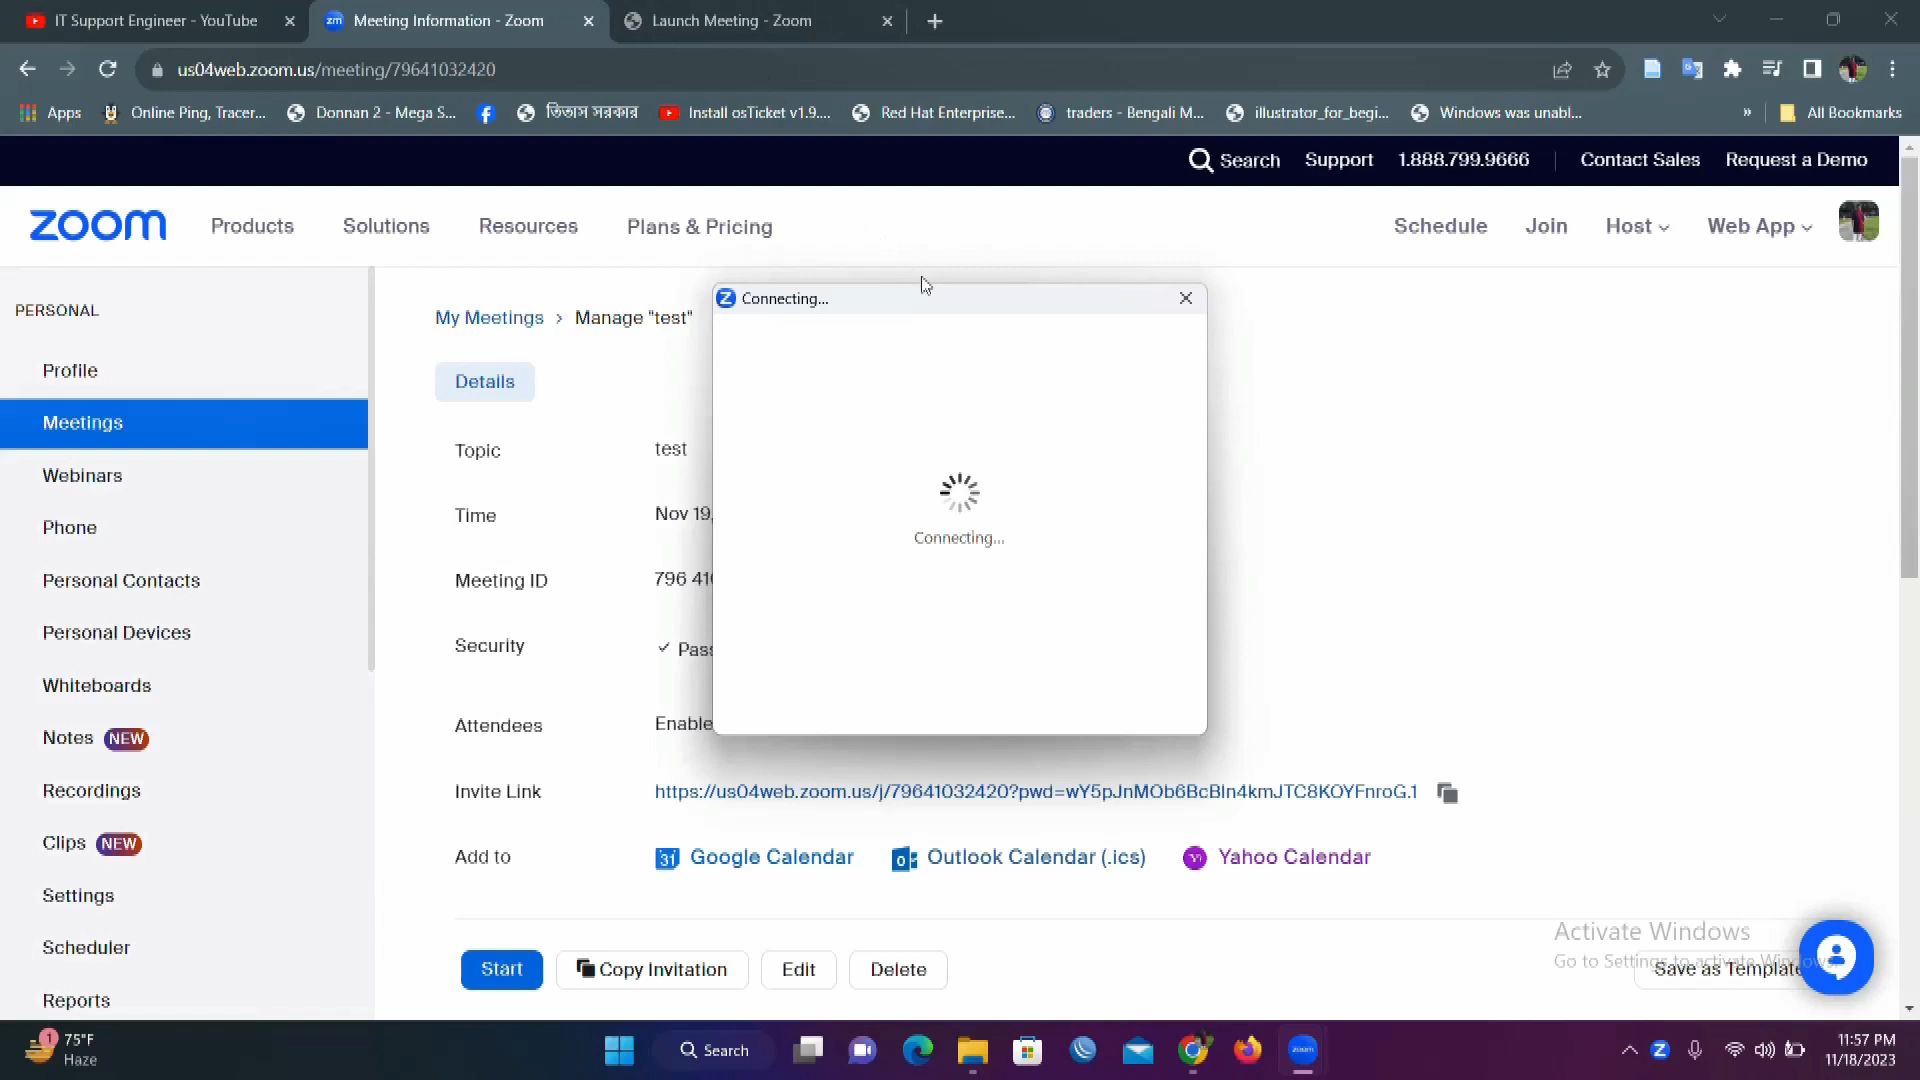 IT Support Engineer - YouTube
Meeting Information - Zoom
Launch Meeting - Zoom
us04web.zoom.us/meeting/79641032420
Apps
Online Ping, Tracer...
Donnan 2 - Mega S...
তিতাস সরকার
Install osTicket v1.9....
Red Hat Enterprise...
traders - Bengali M...
illustrator_for_begi...
Windows was unabl...
»
All Bookmarks
Search
Support
1.888.799.9666
Contact Sales
Request a Demo
zoom
Products
Solutions
Resources
Plans & Pricing
Schedule
Join
Host
Web App
PERSONAL
Profile
Meetings
Webinars
Phone
Personal Contacts
Personal Devices
Whiteboards
Notes NEW
Recordings
Clips NEW
Settings
Scheduler
Reports
My Meetings > Manage "test"
Details
Topic
test
Time
Nov 19,
Meeting ID
796 41
Security
Pass
Attendees
Enable
Connecting...
Connecting...
Invite Link
https://us04web.zoom.us/j/79641032420?pwd=wY5pJnMOb6BcBln4kmJTC8KOYFnroG.1
Add to
31 Google Calendar
Outlook Calendar (.ics)
Yahoo Calendar
Start
Copy Invitation
Edit
Delete
Save as Template
Activate Windows
Go to Settings to activate Windows.
1
75°F
Haze
Search
zoom
11:57 PM
11/18/2023